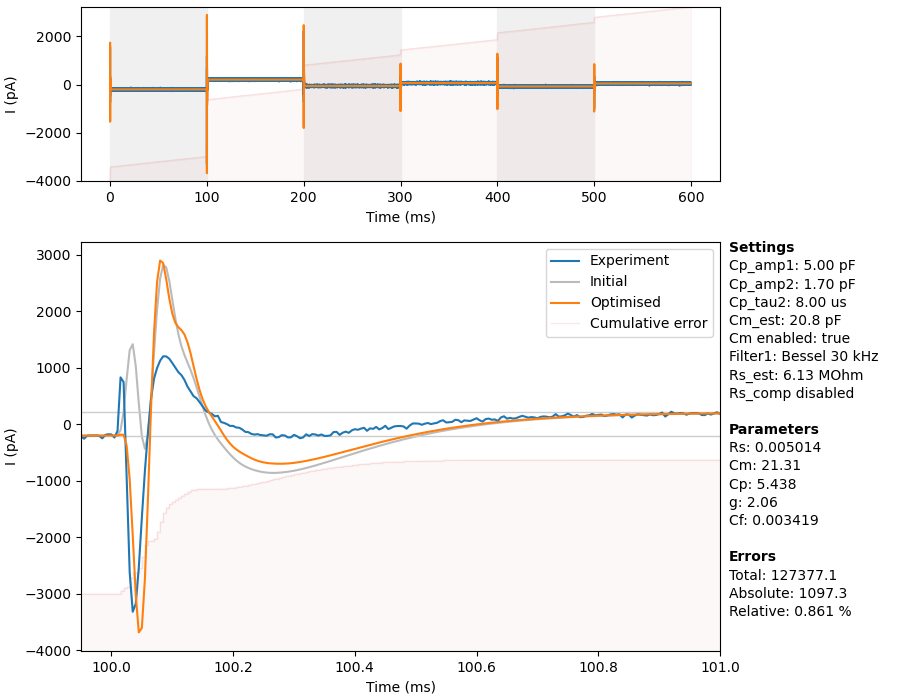 2000
0
−2000
−4000
I (pA)
0 100 200 300 400 500 600
Time (ms)
3000
2000
1000
0
−1000
−2000
−3000
−4000
I (pA)
Experiment
Initial
Optimised
Cumulative error
100.0 100.2 100.4 100.6 100.8 101.0
Time (ms)
Settings
Cp_amp1: 5.00 pF
Cp_amp2: 1.70 pF
Cp_tau2: 8.00 us
Cm_est: 20.8 pF
Cm enabled: true
Filter1: Bessel 30 kHz
Rs_est: 6.13 MOhm
Rs_comp disabled
Parameters
Rs: 0.005014
Cm: 21.31
Cp: 5.438
g: 2.06
Cf: 0.003419
Errors
Total: 127377.1
Absolute: 1097.3
Relative: 0.861 %